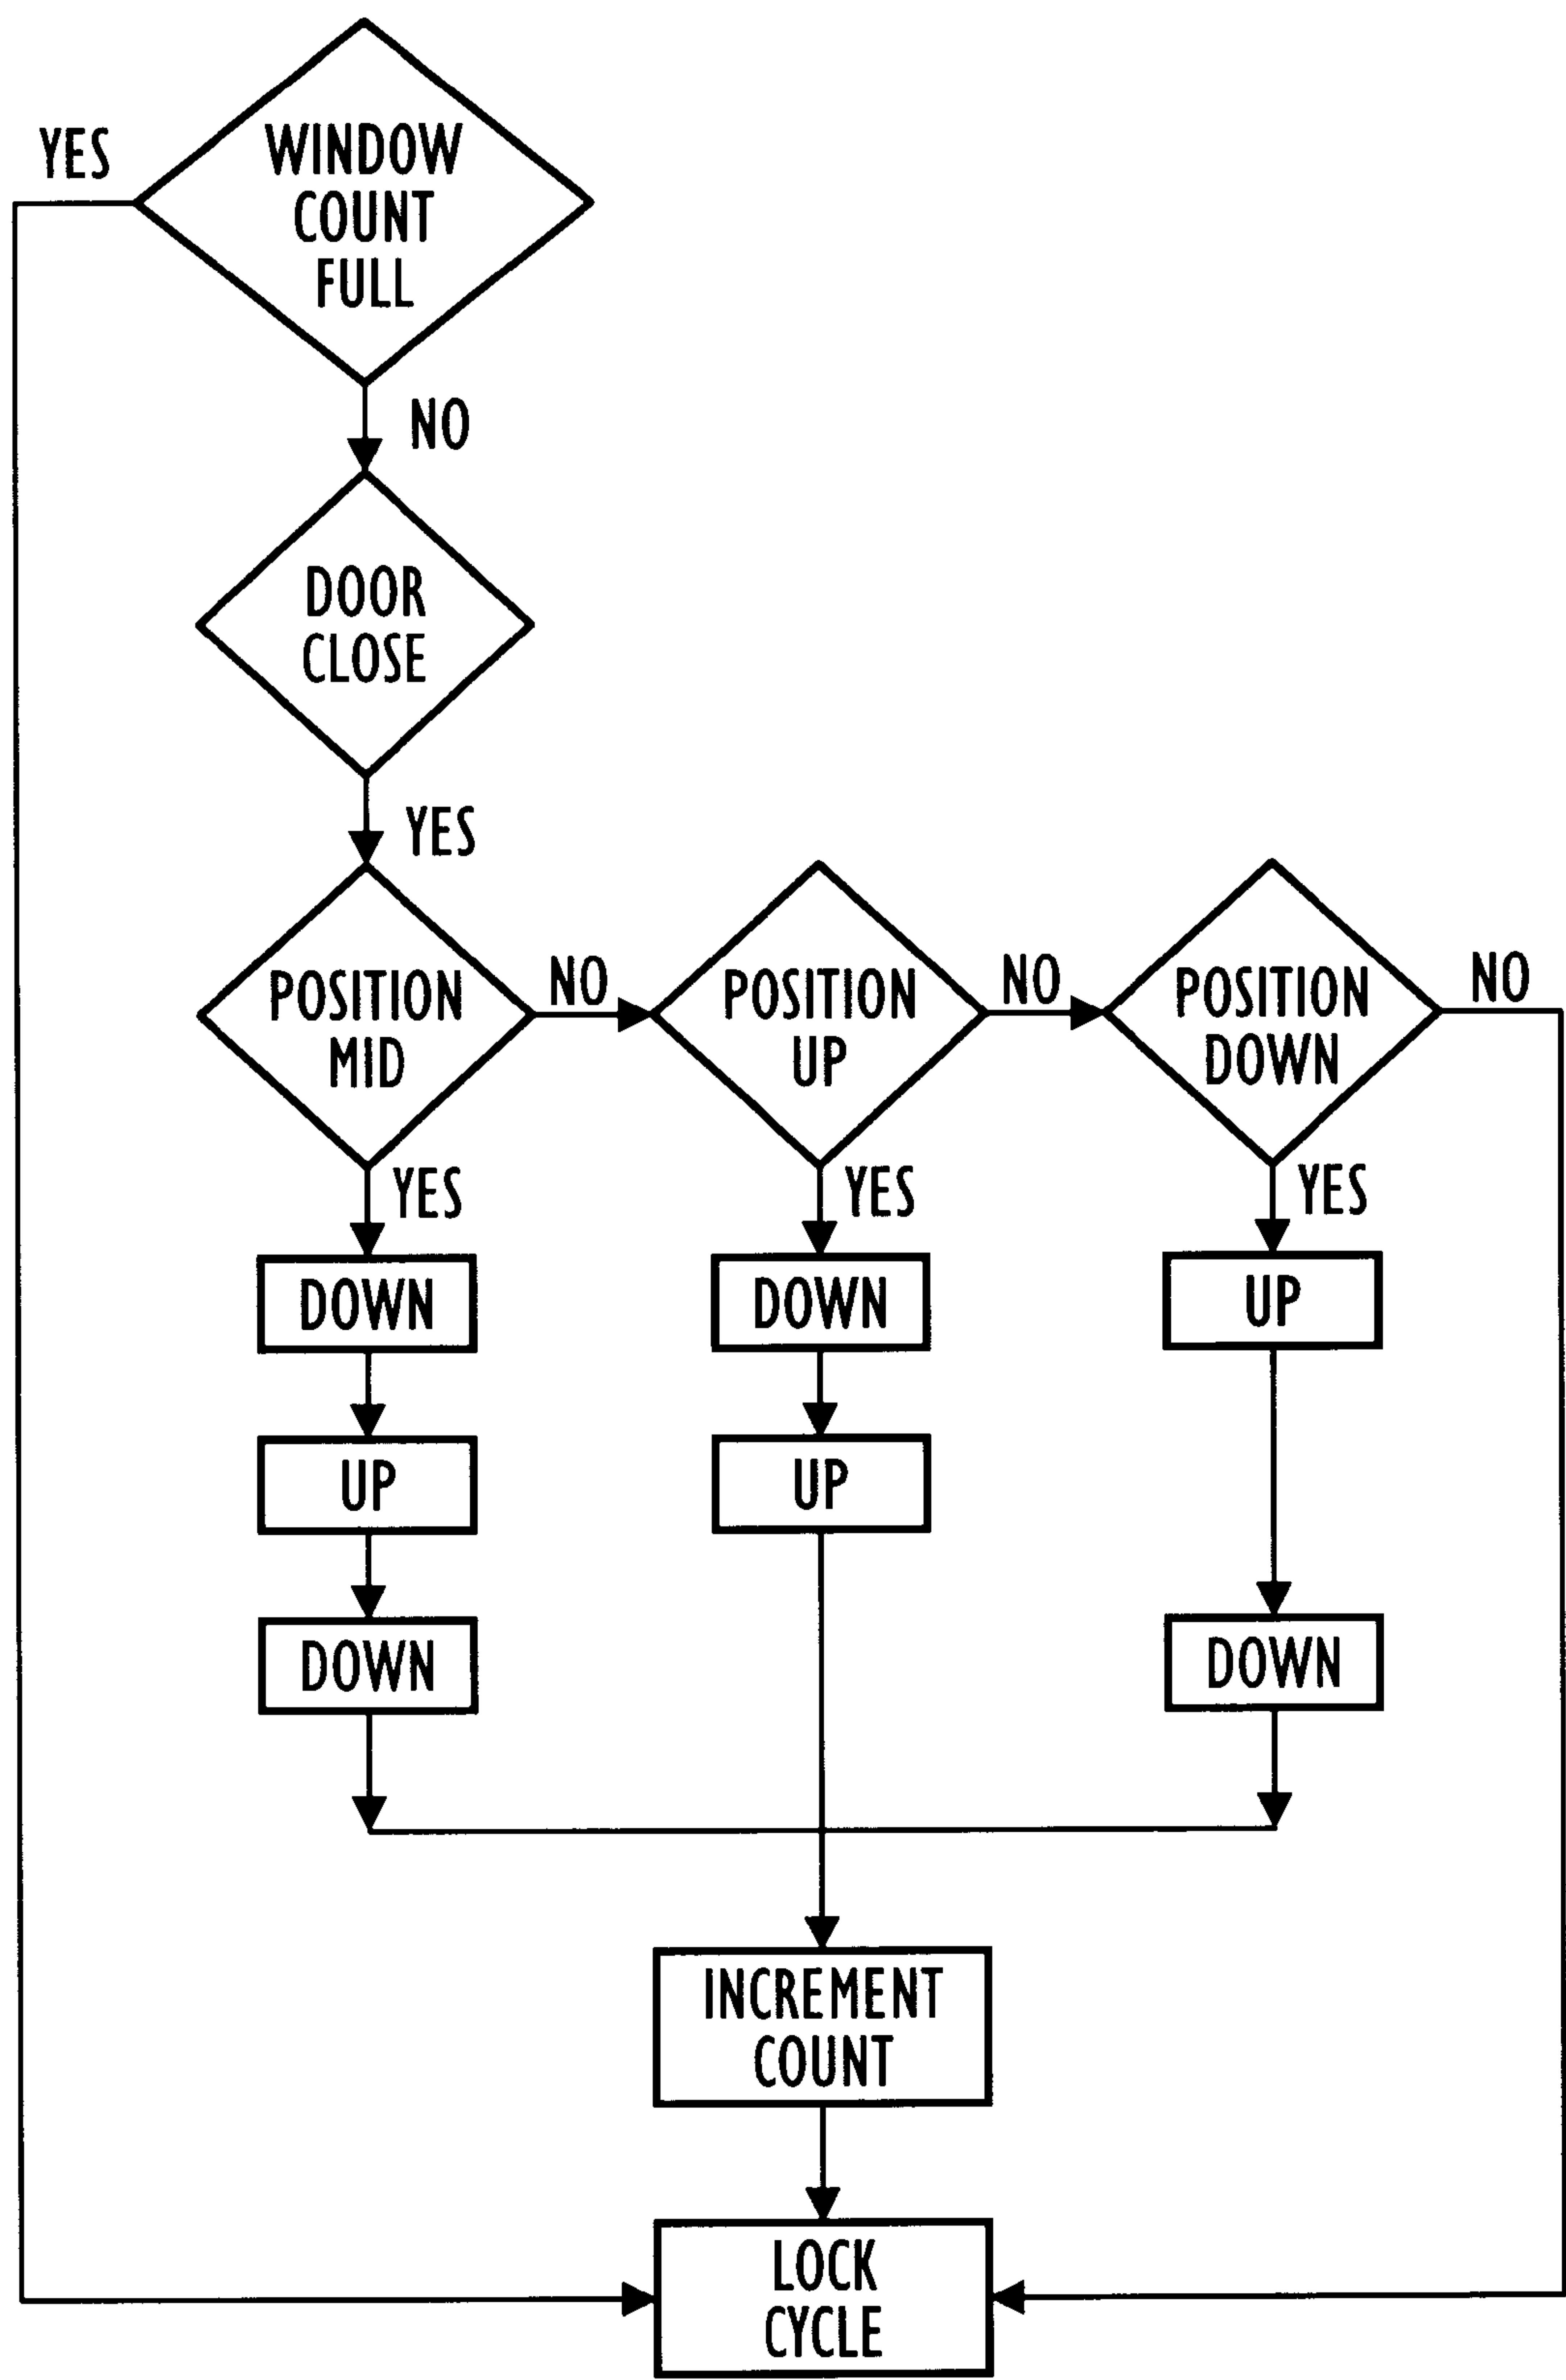 YES
WINDOW
COUNT
FULL
NO
DOOR
CLOSE
YES
POSITION
MID
NO
POSITION
UP
NO
POSITION
DOWN
NO
YES
YES
YES
DOWN
DOWN
UP
UP
UP
DOWN
DOWN
INCREMENT
COUNT
LOCK
CYCLE